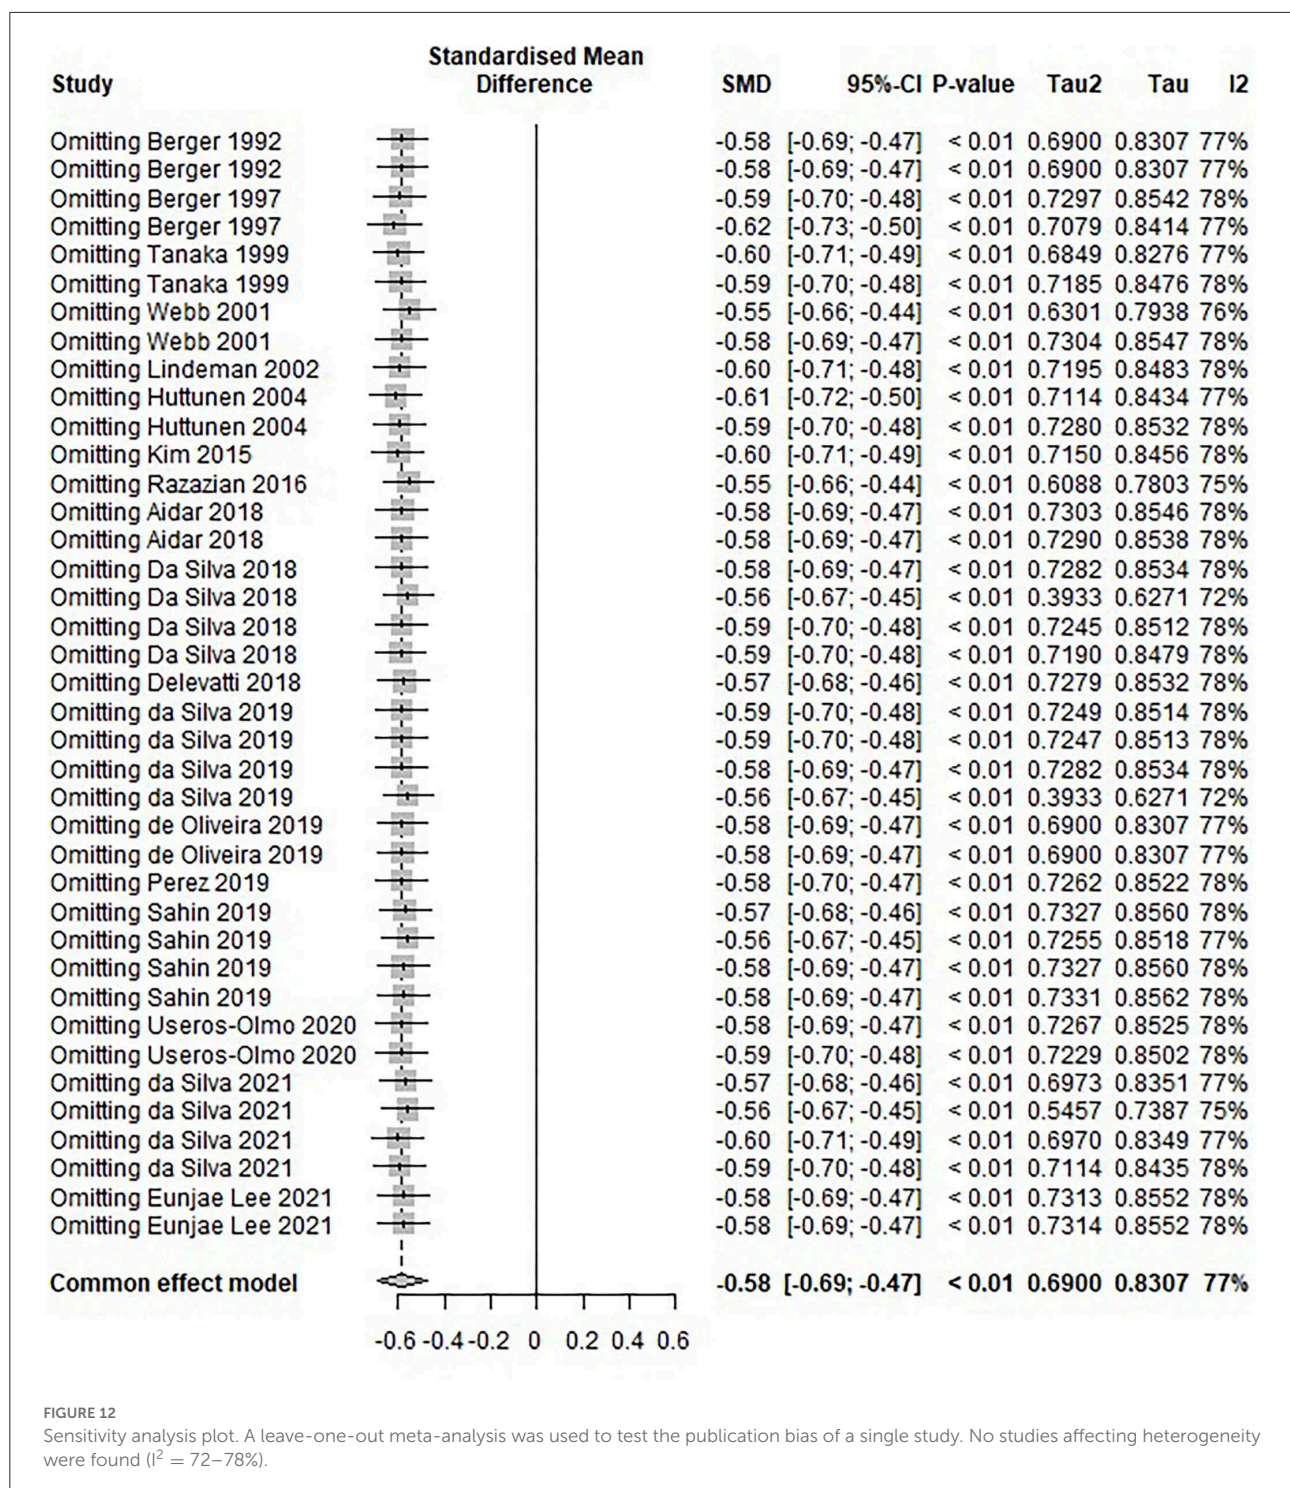 Standardised Mean
Study Difference SMD 95%-CI P-value Tau2 Tau I2
Omitting Berger 1992 -0.58 [-0.69; -0.47] < 0.01 0.6900 0.8307 77%
Omitting Berger 1992 -0.58 [-0.69; -0.47] < 0.01 0.6900 0.8307 77%
Omitting Berger 1997 -0.59 [-0.70; -0.48] < 0.01 0.7297 0.8542 78%
Omitting Berger 1997 -0.62 [-0.73; -0.50] < 0.01 0.7079 0.8414 77%
Omitting Tanaka 1999 -0.60 [-0.71; -0.49] < 0.01 0.6849 0.8276 77%
Omitting Tanaka 1999 -0.59 [-0.70; -0.48] < 0.01 0.7185 0.8476 78%
Omitting Webb 2001 -0.55 [-0.66; -0.44] < 0.01 0.6301 0.7938 76%
Omitting Webb 2001 -0.58 [-0.69; -0.47] < 0.01 0.7304 0.8547 78%
Omitting Lindeman 2002 -0.60 [-0.71; -0.48] < 0.01 0.7195 0.8483 78%
Omitting Huttunen 2004 -0.61 [-0.72; -0.50] < 0.01 0.7114 0.8434 77%
Omitting Huttunen 2004 -0.59 [-0.70; -0.48] < 0.01 0.7280 0.8532 78%
Omitting Kim 2015 -0.60 [-0.71; -0.49] < 0.01 0.7150 0.8456 78%
Omitting Razazian 2016 -0.55 [-0.66; -0.44] < 0.01 0.6088 0.7803 75%
Omitting Aidar 2018 -0.58 [-0.69; -0.47] < 0.01 0.7303 0.8546 78%
Omitting Aidar 2018 -0.58 [-0.69; -0.47] < 0.01 0.7290 0.8538 78%
Omitting Da Silva 2018 -0.58 [-0.69; -0.47] < 0.01 0.7282 0.8534 78%
Omitting Da Silva 2018 -0.56 [-0.67; -0.45] < 0.01 0.3933 0.6271 72%
Omitting Da Silva 2018 -0.59 [-0.70; -0.48] < 0.01 0.7245 0.8512 78%
Omitting Da Silva 2018 -0.59 [-0.70; -0.48] < 0.01 0.7190 0.8479 78%
Omitting Delevatti 2018 -0.57 [-0.68; -0.46] < 0.01 0.7279 0.8532 78%
Omitting da Silva 2019 -0.59 [-0.70; -0.48] < 0.01 0.7249 0.8514 78%
Omitting da Silva 2019 -0.59 [-0.70; -0.48] < 0.01 0.7247 0.8513 78%
Omitting da Silva 2019 -0.58 [-0.69; -0.47] < 0.01 0.7282 0.8534 78%
Omitting da Silva 2019 -0.56 [-0.67; -0.45] < 0.01 0.3933 0.6271 72%
Omitting de Oliveira 2019 -0.58 [-0.69; -0.47] < 0.01 0.6900 0.8307 77%
Omitting de Oliveira 2019 -0.58 [-0.69; -0.47] < 0.01 0.6900 0.8307 77%
Omitting Perez 2019 -0.58 [-0.70; -0.47] < 0.01 0.7262 0.8522 78%
Omitting Sahin 2019 -0.57 [-0.68; -0.46] < 0.01 0.7327 0.8560 78%
Omitting Sahin 2019 -0.56 [-0.67; -0.45] < 0.01 0.7255 0.8518 77%
Omitting Sahin 2019 -0.58 [-0.69; -0.47] < 0.01 0.7327 0.8560 78%
Omitting Sahin 2019 -0.58 [-0.69; -0.47] < 0.01 0.7331 0.8562 78%
Omitting Useros-Olmo 2020 -0.58 [-0.69; -0.47] < 0.01 0.7267 0.8525 78%
Omitting Useros-Olmo 2020 -0.59 [-0.70; -0.48] < 0.01 0.7229 0.8502 78%
Omitting da Silva 2021 -0.57 [-0.68; -0.46] < 0.01 0.6973 0.8351 77%
Omitting da Silva 2021 -0.56 [-0.67; -0.45] < 0.01 0.5457 0.7387 75%
Omitting da Silva 2021 -0.60 [-0.71; -0.49] < 0.01 0.6970 0.8349 77%
Omitting da Silva 2021 -0.59 [-0.70; -0.48] < 0.01 0.7114 0.8435 78%
Omitting Eunjae Lee 2021 -0.58 [-0.69; -0.47] < 0.01 0.7313 0.8552 78%
Omitting Eunjae Lee 2021 -0.58 [-0.69; -0.47] < 0.01 0.7314 0.8552 78%
Common effect model -0.58 [-0.69; -0.47] < 0.01 0.6900 0.8307 77%
-0.6 -0.4 -0.2 0 0.2 0.4 0.6
FIGURE 12
Sensitivity analysis plot. A leave-one-out meta-analysis was used to test the publication bias of a single study. No studies affecting heterogeneity
were found (I² = 72–78%).